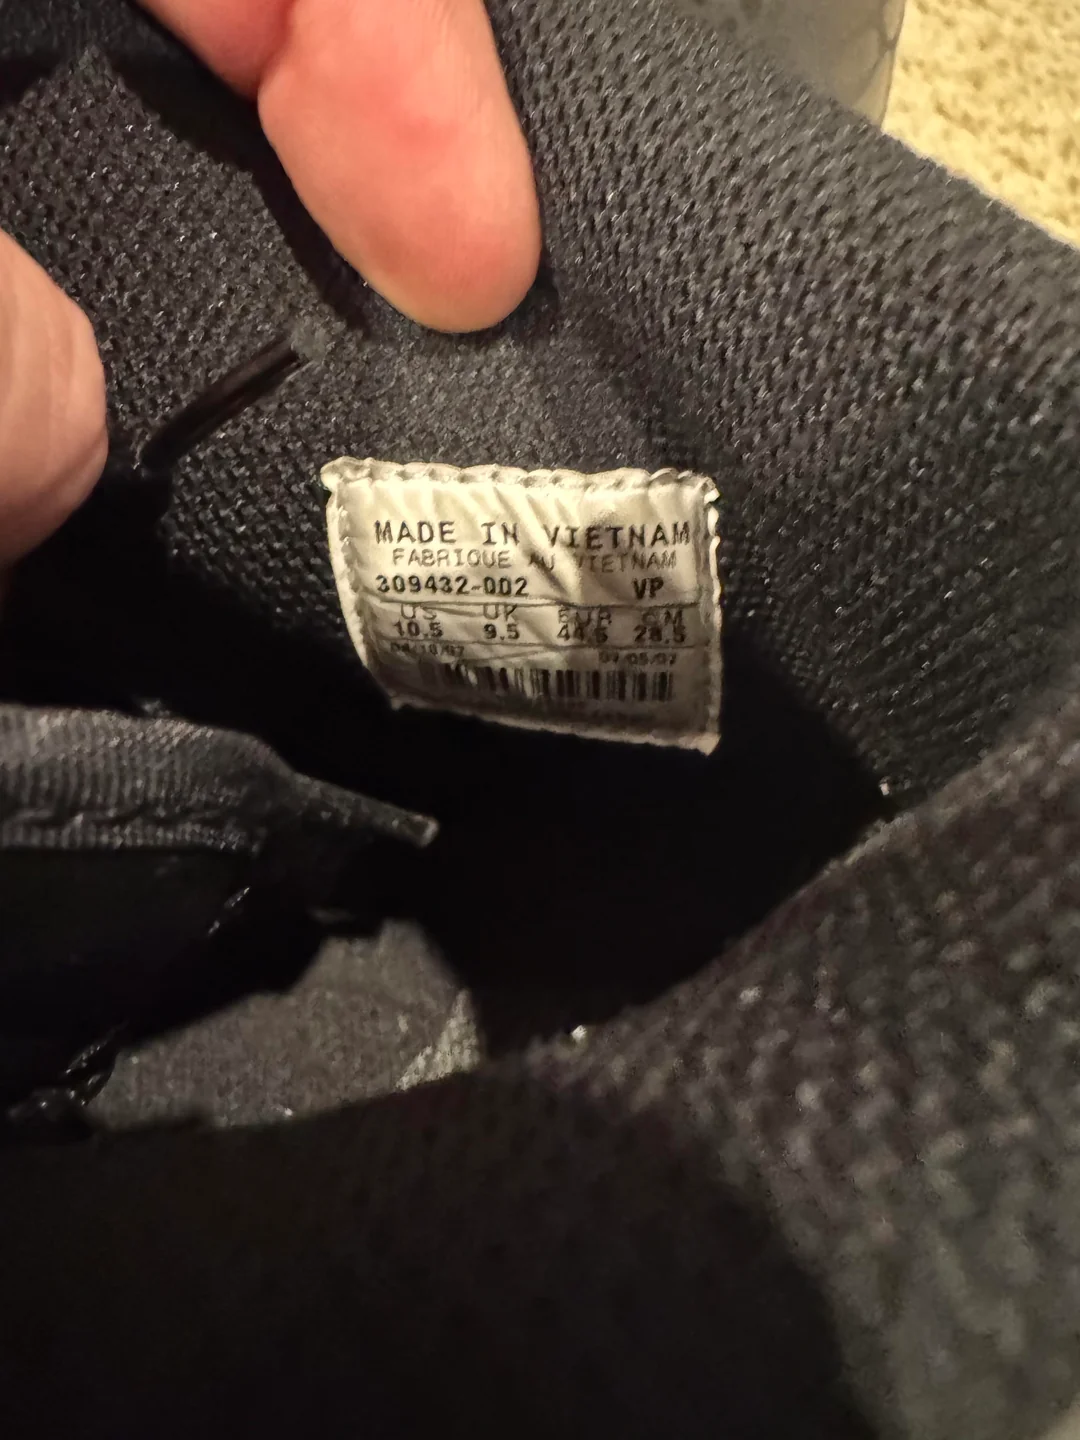 MADE IN VIETNAM
FABRIQUE AU VIETNAM
309432-002 VP
US UK EUR CM
10.5 9.5 44.5 28.5